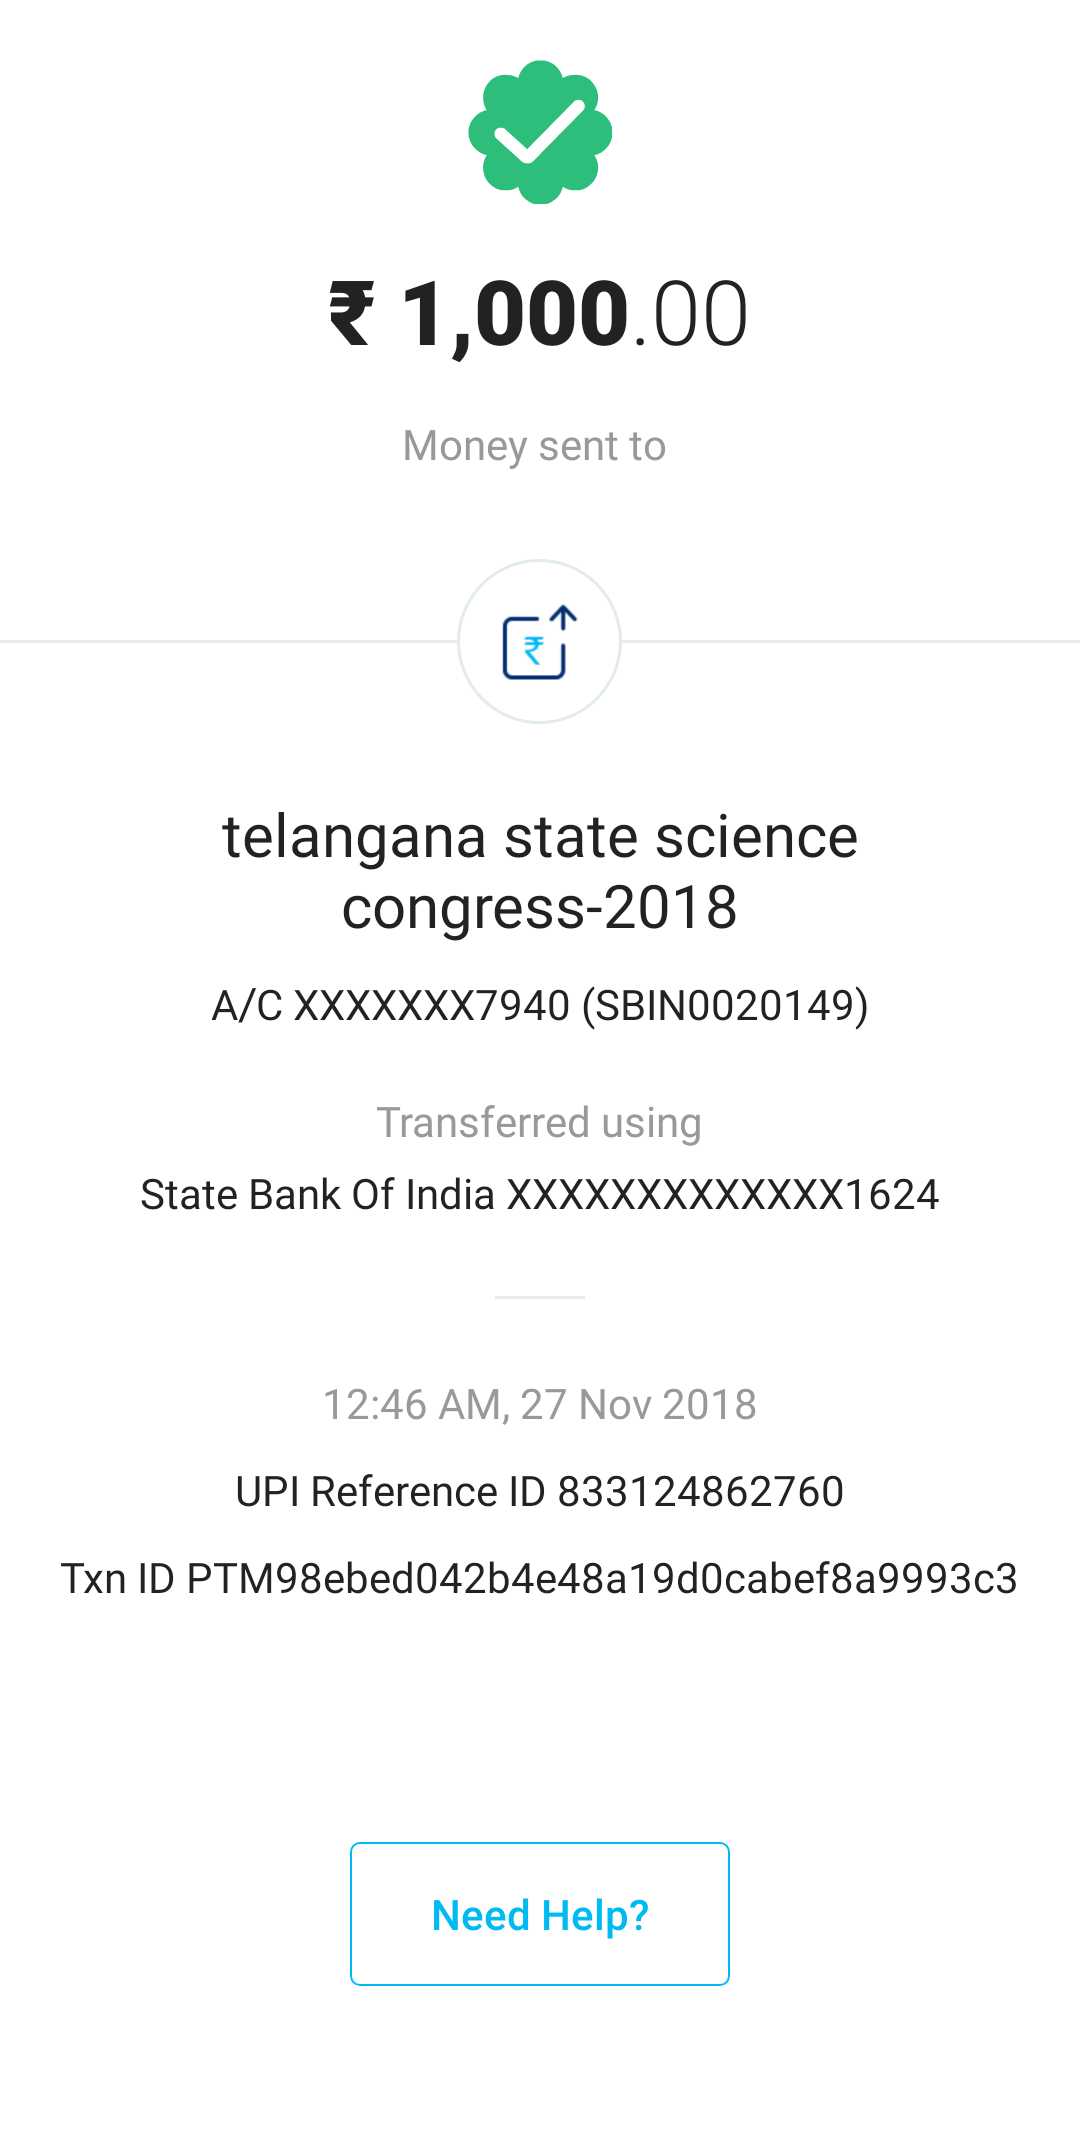 ₹ 1,000.00
Money sent to
₹
telangana state science
congress-2018
A/C XXXXXXX7940 (SBIN0020149)
Transferred using
State Bank Of India XXXXXXXXXXXXX1624
12:46 AM, 27 Nov 2018
UPI Reference ID 833124862760
Txn ID PTM98ebed042b4e48a19d0cabef8a9993c3
Need Help?